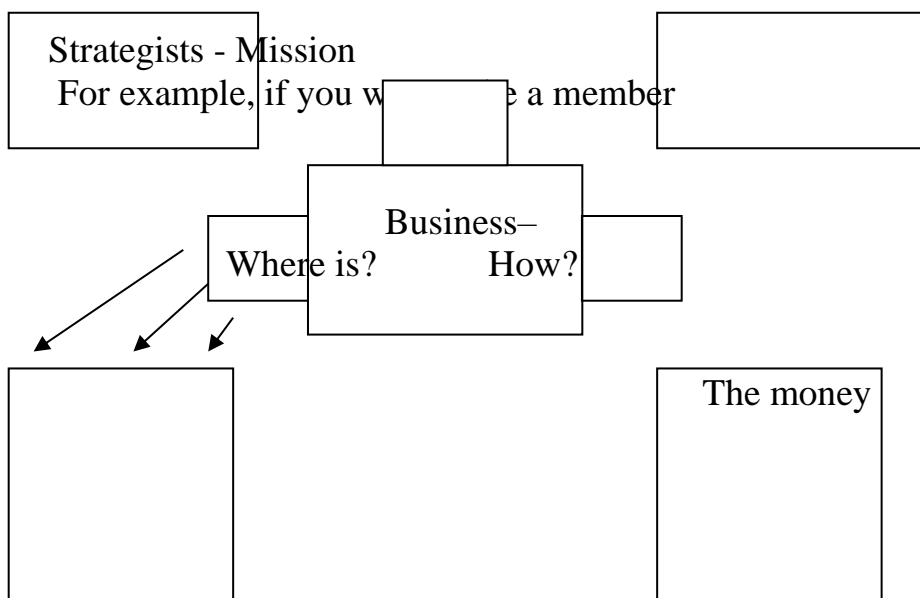 Strategists - Mission
For example, if you w e a member
Business–
Where is? How?
The money